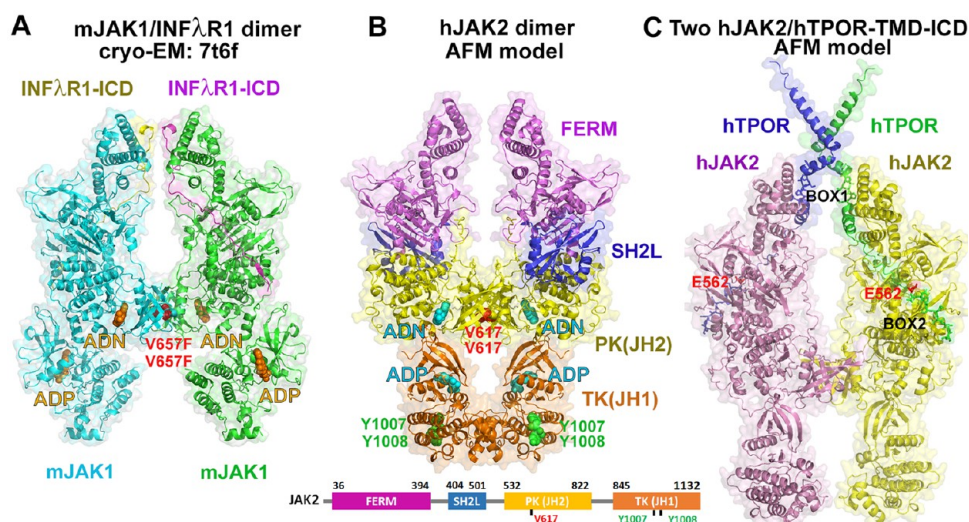 A
mJAK1/INFλR1 dimer
cryo-EM: 7t6f
INFλR1-ICD
INFλR1-ICD
ADN
ADN
V657F
V657F
ADP
ADP
mJAK1
mJAK1
B
hJAK2 dimer
AFM model
FERM
SH2L
ADN
V617
V617
ADN
PK(JH2)
ADP
ADP
TK(JH1)
Y1007
Y1008
Y1007
Y1008
36
394
404
501
532
822
845
1132
JAK2
FERM
SH2L
PK (JH2)
TK (JH1)
V617
Y1007
Y1008
C
Two hJAK2/hTPOR-TMD-ICD
AFM model
hTPOR
hTPOR
hJAK2
hJAK2
BOX1
E562
E562
BOX2